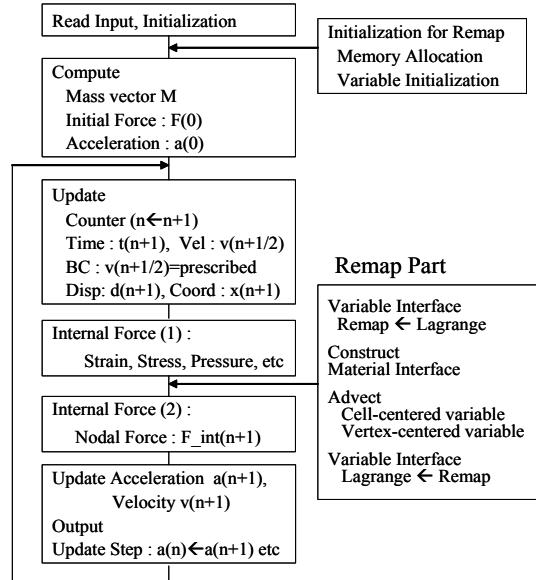 Read Input, Initialization
Initialization for Remap
Memory Allocation
Variable Initialization
Compute
Mass vector M
Initial Force : F(0)
Acceleration : a(0)
Update
Counter (n←n+1)
Time : t(n+1), Vel : v(n+1/2)
BC : v(n+1/2)=prescribed
Disp: d(n+1), Coord : x(n+1)
Internal Force (1) :
Strain, Stress, Pressure, etc
Internal Force (2) :
Nodal Force : F_int(n+1)
Update Acceleration a(n+1),
Velocity v(n+1)
Output
Update Step : a(n)←a(n+1) etc
Remap Part
Variable Interface
Remap ← Lagrange
Construct
Material Interface
Advect
Cell-centered variable
Vertex-centered variable
Variable Interface
Lagrange ← Remap